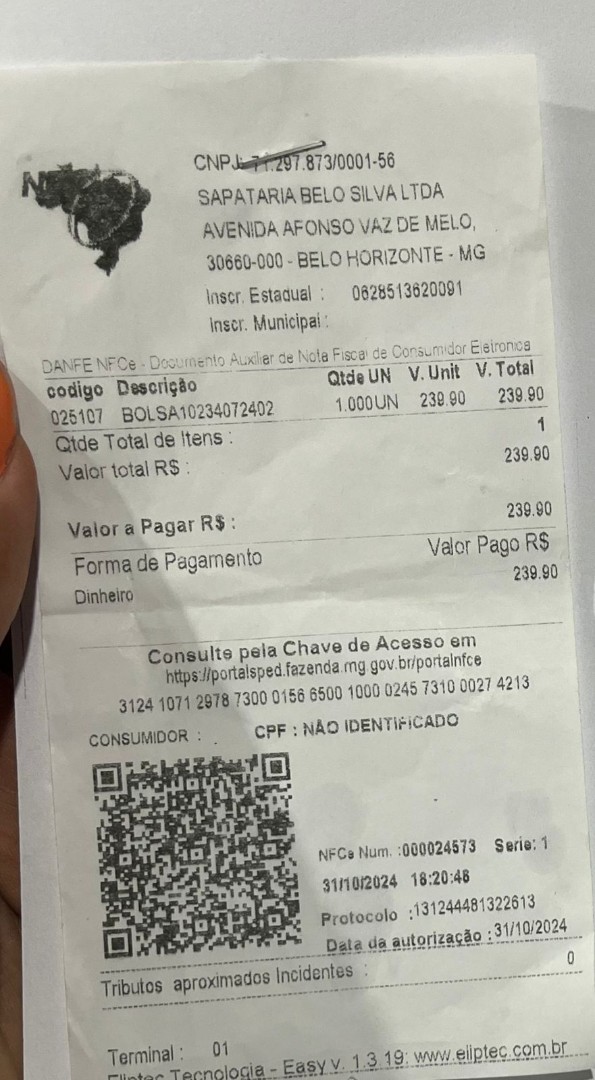 CNPJ: 71.297.873/0001-56
SAPATARIA BELO SILVA LTDA
AVENIDA AFONSO VAZ DE MELO,
30660-000 - BELO HORIZONTE - MG
Inscr. Estadual : 0628513620091
Inscr. Municipal :
DANFE NFCe - Documento Auxiliar de Nota Fiscal de Consumidor Eletronica
codigo Descrição Qtde UN V. Unit V. Total
025107 BOLSA10234072402 1.000 UN 239.90 239.90
Qtde Total de Itens : 1
Valor total R$ : 239.90
Valor a Pagar R$ : 239.90
Forma de Pagamento Valor Pago R$
Dinheiro 239.90
Consulte pela Chave de Acesso em
https://portalsped.fazenda.mg.gov.br/portalnfce
3124 1071 2978 7300 0156 6500 1000 0245 7310 0027 4213
CONSUMIDOR : . CPF : NÃO IDENTIFICADO
NFCe Num. :000024573 Serie: 1
31/10/2024 18:20:46
Protocolo :131244481322613
Data da autorização : 31/10/2024
Tributos aproximados Incidentes : 0
Terminal : 01
Eliptec Tecnologia - Easy v. 1.3.19: www.eliptec.com.br